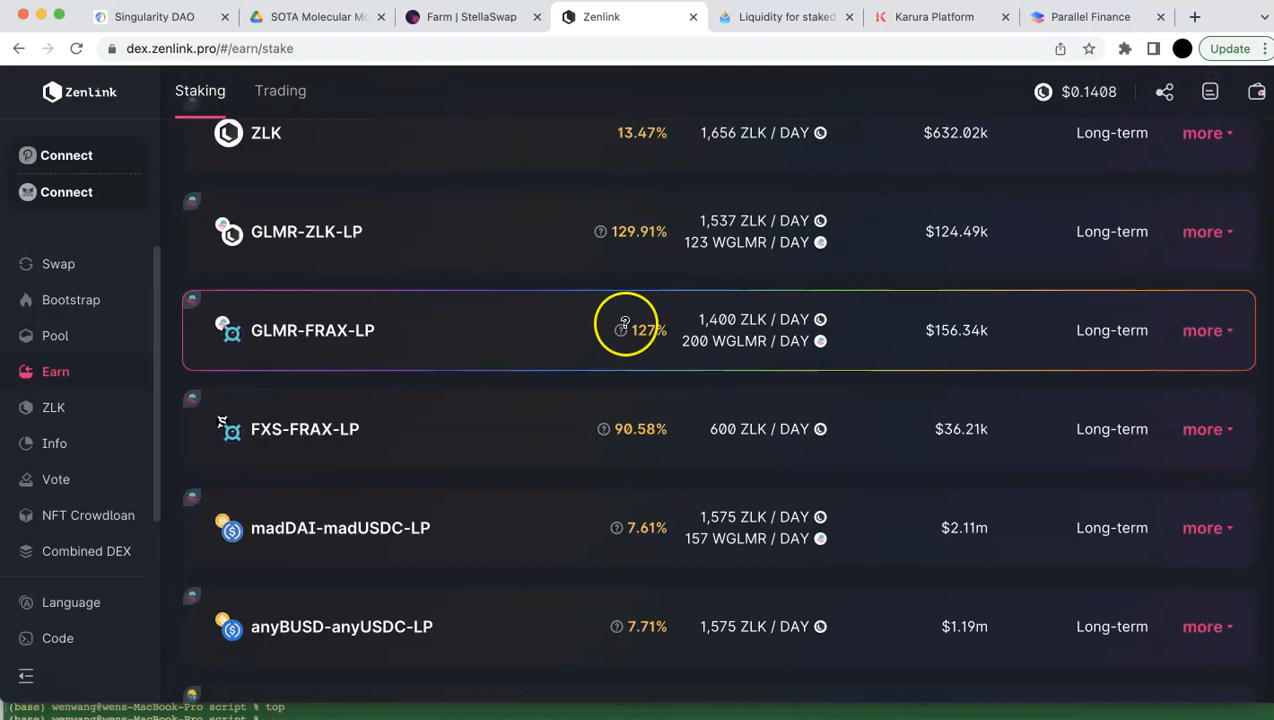 Singularity DAO
SOTA Molecular Mo
Farm | StellaSwap
Zenlink
Liquidity for staked
Karura Platform
Parallel Finance
dex.zenlink.pro/#/earn/stake
Update
Zenlink
Staking
Trading
$0.1408
Connect
Connect
Swap
Bootstrap
Pool
Earn
ZLK
Info
Vote
NFT Crowdloan
Combined DEX
Language
Code
ZLK
13.47%
1,656 ZLK / DAY
$632.02k
Long-term
more
GLMR-ZLK-LP
129.91%
1,537 ZLK / DAY
123 WGLMR / DAY
$124.49k
Long-term
more
GLMR-FRAX-LP
127%
1,400 ZLK / DAY
200 WGLMR / DAY
$156.34k
Long-term
more
FXS-FRAX-LP
90.58%
600 ZLK / DAY
$36.21k
Long-term
more
madDAI-madUSDC-LP
7.61%
1,575 ZLK / DAY
157 WGLMR / DAY
$2.11m
Long-term
more
anyBUSD-anyUSDC-LP
7.71%
1,575 ZLK / DAY
$1.19m
Long-term
more
(base) wenwang@wens-MacBook-Pro script % top